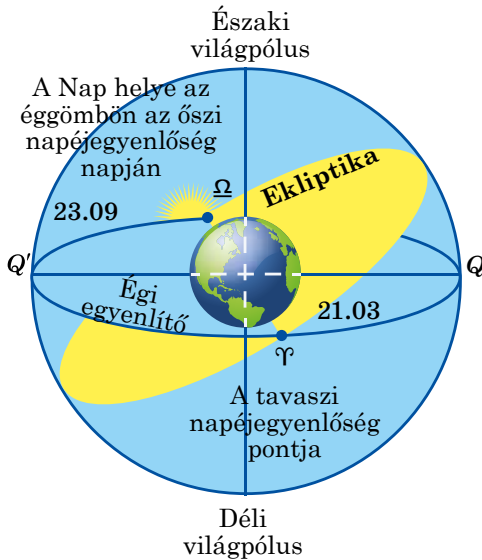 Északi
világpólus
A Nap helye az
éggömbön az őszi
napéjegyenlőség
napján
Ω
23.09
Ekliptika
Q′
Q
Égi
egyenlítő
21.03
♈
A tavaszi
napéjegyenlőség
pontja
Déli
világpólus